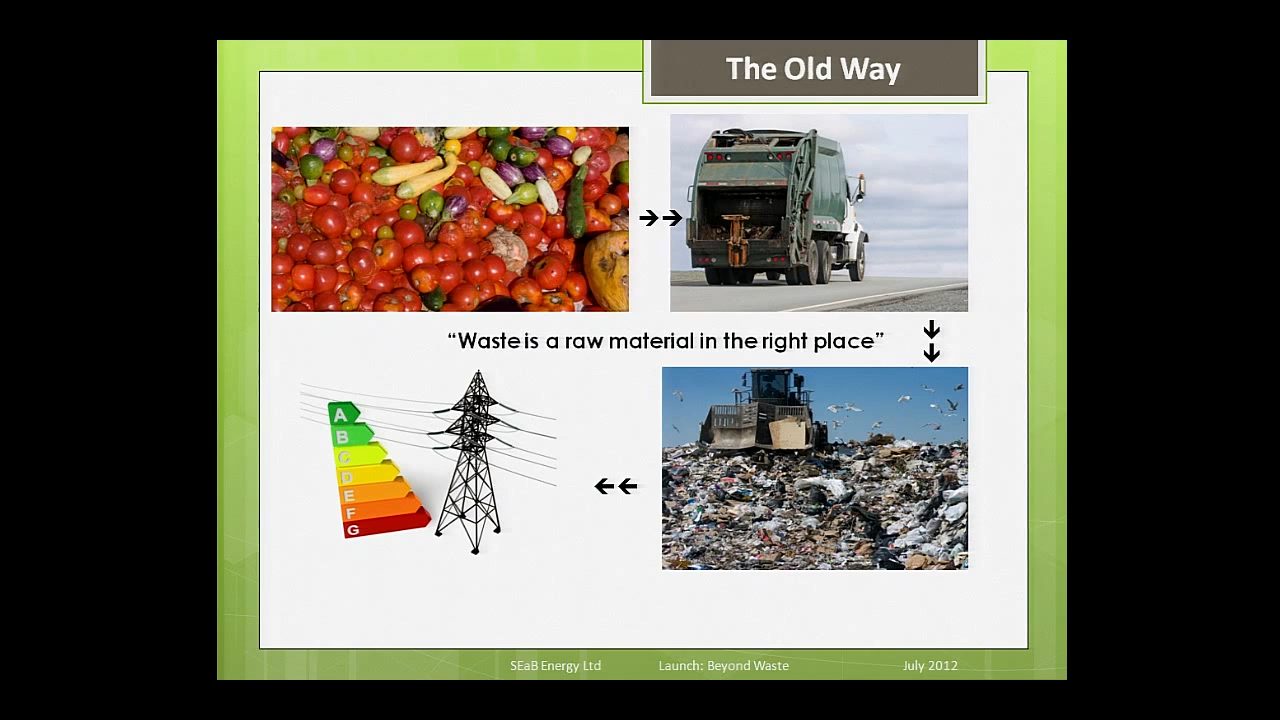 The Old Way
“Waste is a raw material in the right place”
A
B
C
D
E
F
G
SEaB Energy Ltd Launch: Beyond Waste July 2012